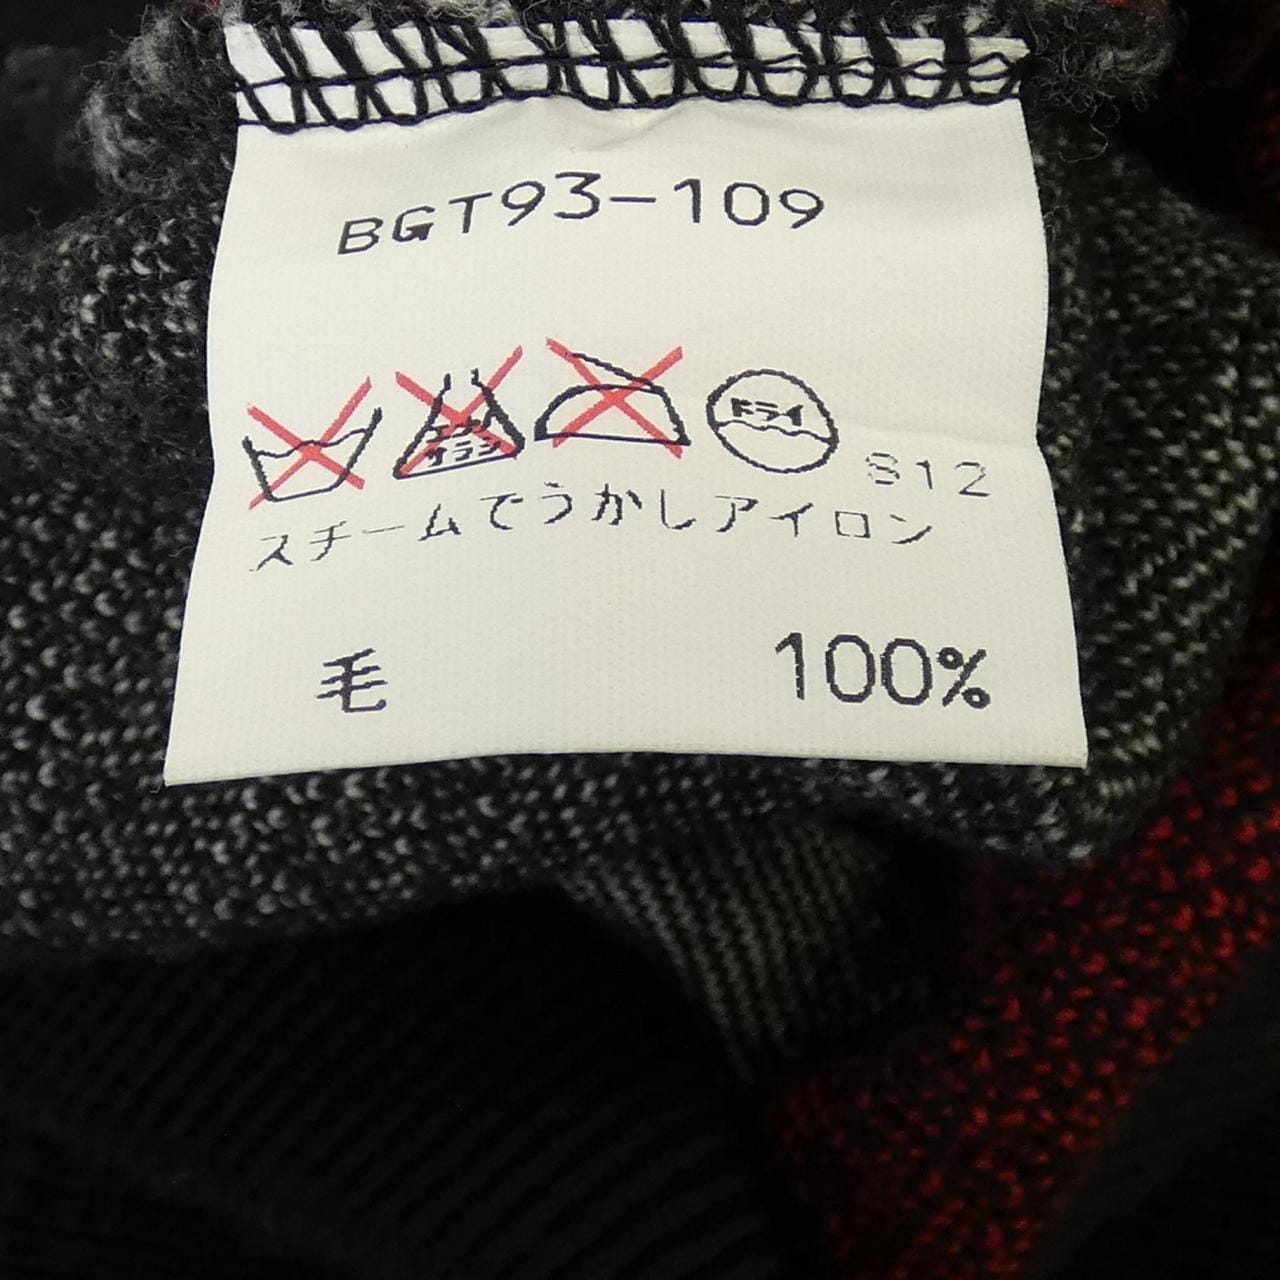 BGT93-109
エンソ
サラシ
ドライ
812
スチームでうかしアイロン
毛 100%